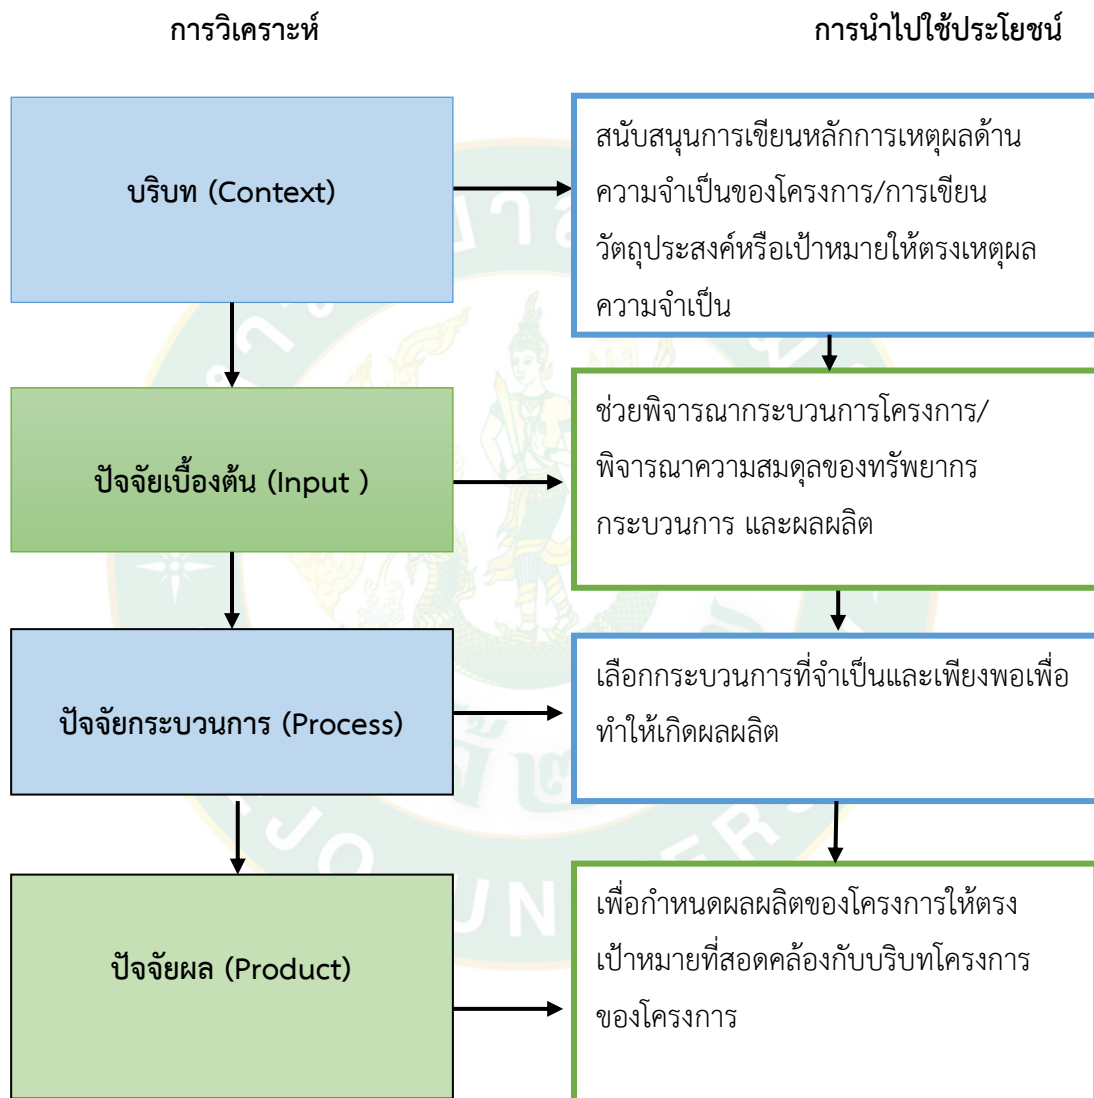 การวิเคราะห์
การนำไปใช้ประโยชน์
บริบท (Context)
สนับสนุนการเขียนหลักการเหตุผลด้าน
ความจำเป็นของโครงการ/การเขียน
วัตถุประสงค์หรือเป้าหมายให้ตรงเหตุผล
ความจำเป็น
ปัจจัยเบื้องต้น (Input )
ช่วยพิจารณากระบวนการโครงการ/
พิจารณาความสมดุลของทรัพยากร
กระบวนการ และผลผลิต
ปัจจัยกระบวนการ (Process)
เลือกกระบวนการที่จำเป็นและเพียงพอเพื่อ
ทำให้เกิดผลผลิต
ปัจจัยผล (Product)
เพื่อกำหนดผลผลิตของโครงการให้ตรง
เป้าหมายที่สอดคล้องกับบริบทโครงการ
ของโครงการ